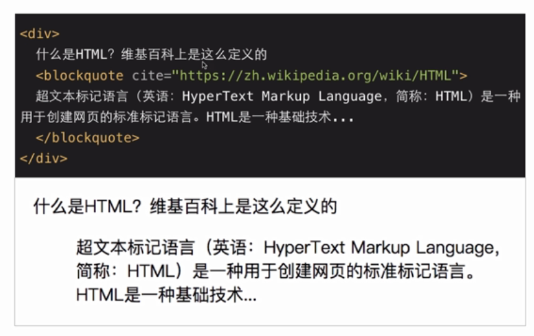 <div>
什么是HTML？维基百科上是这么定义的
<blockquote cite="https://zh.wikipedia.org/wiki/HTML">
超文本标记语言（英语：HyperText Markup Language，简称：HTML）是一种
用于创建网页的标准标记语言。HTML是一种基础技术...
</blockquote>
</div>
什么是HTML？维基百科上是这么定义的
超文本标记语言（英语：HyperText Markup Language，
简称：HTML）是一种用于创建网页的标准标记语言。
HTML是一种基础技术...